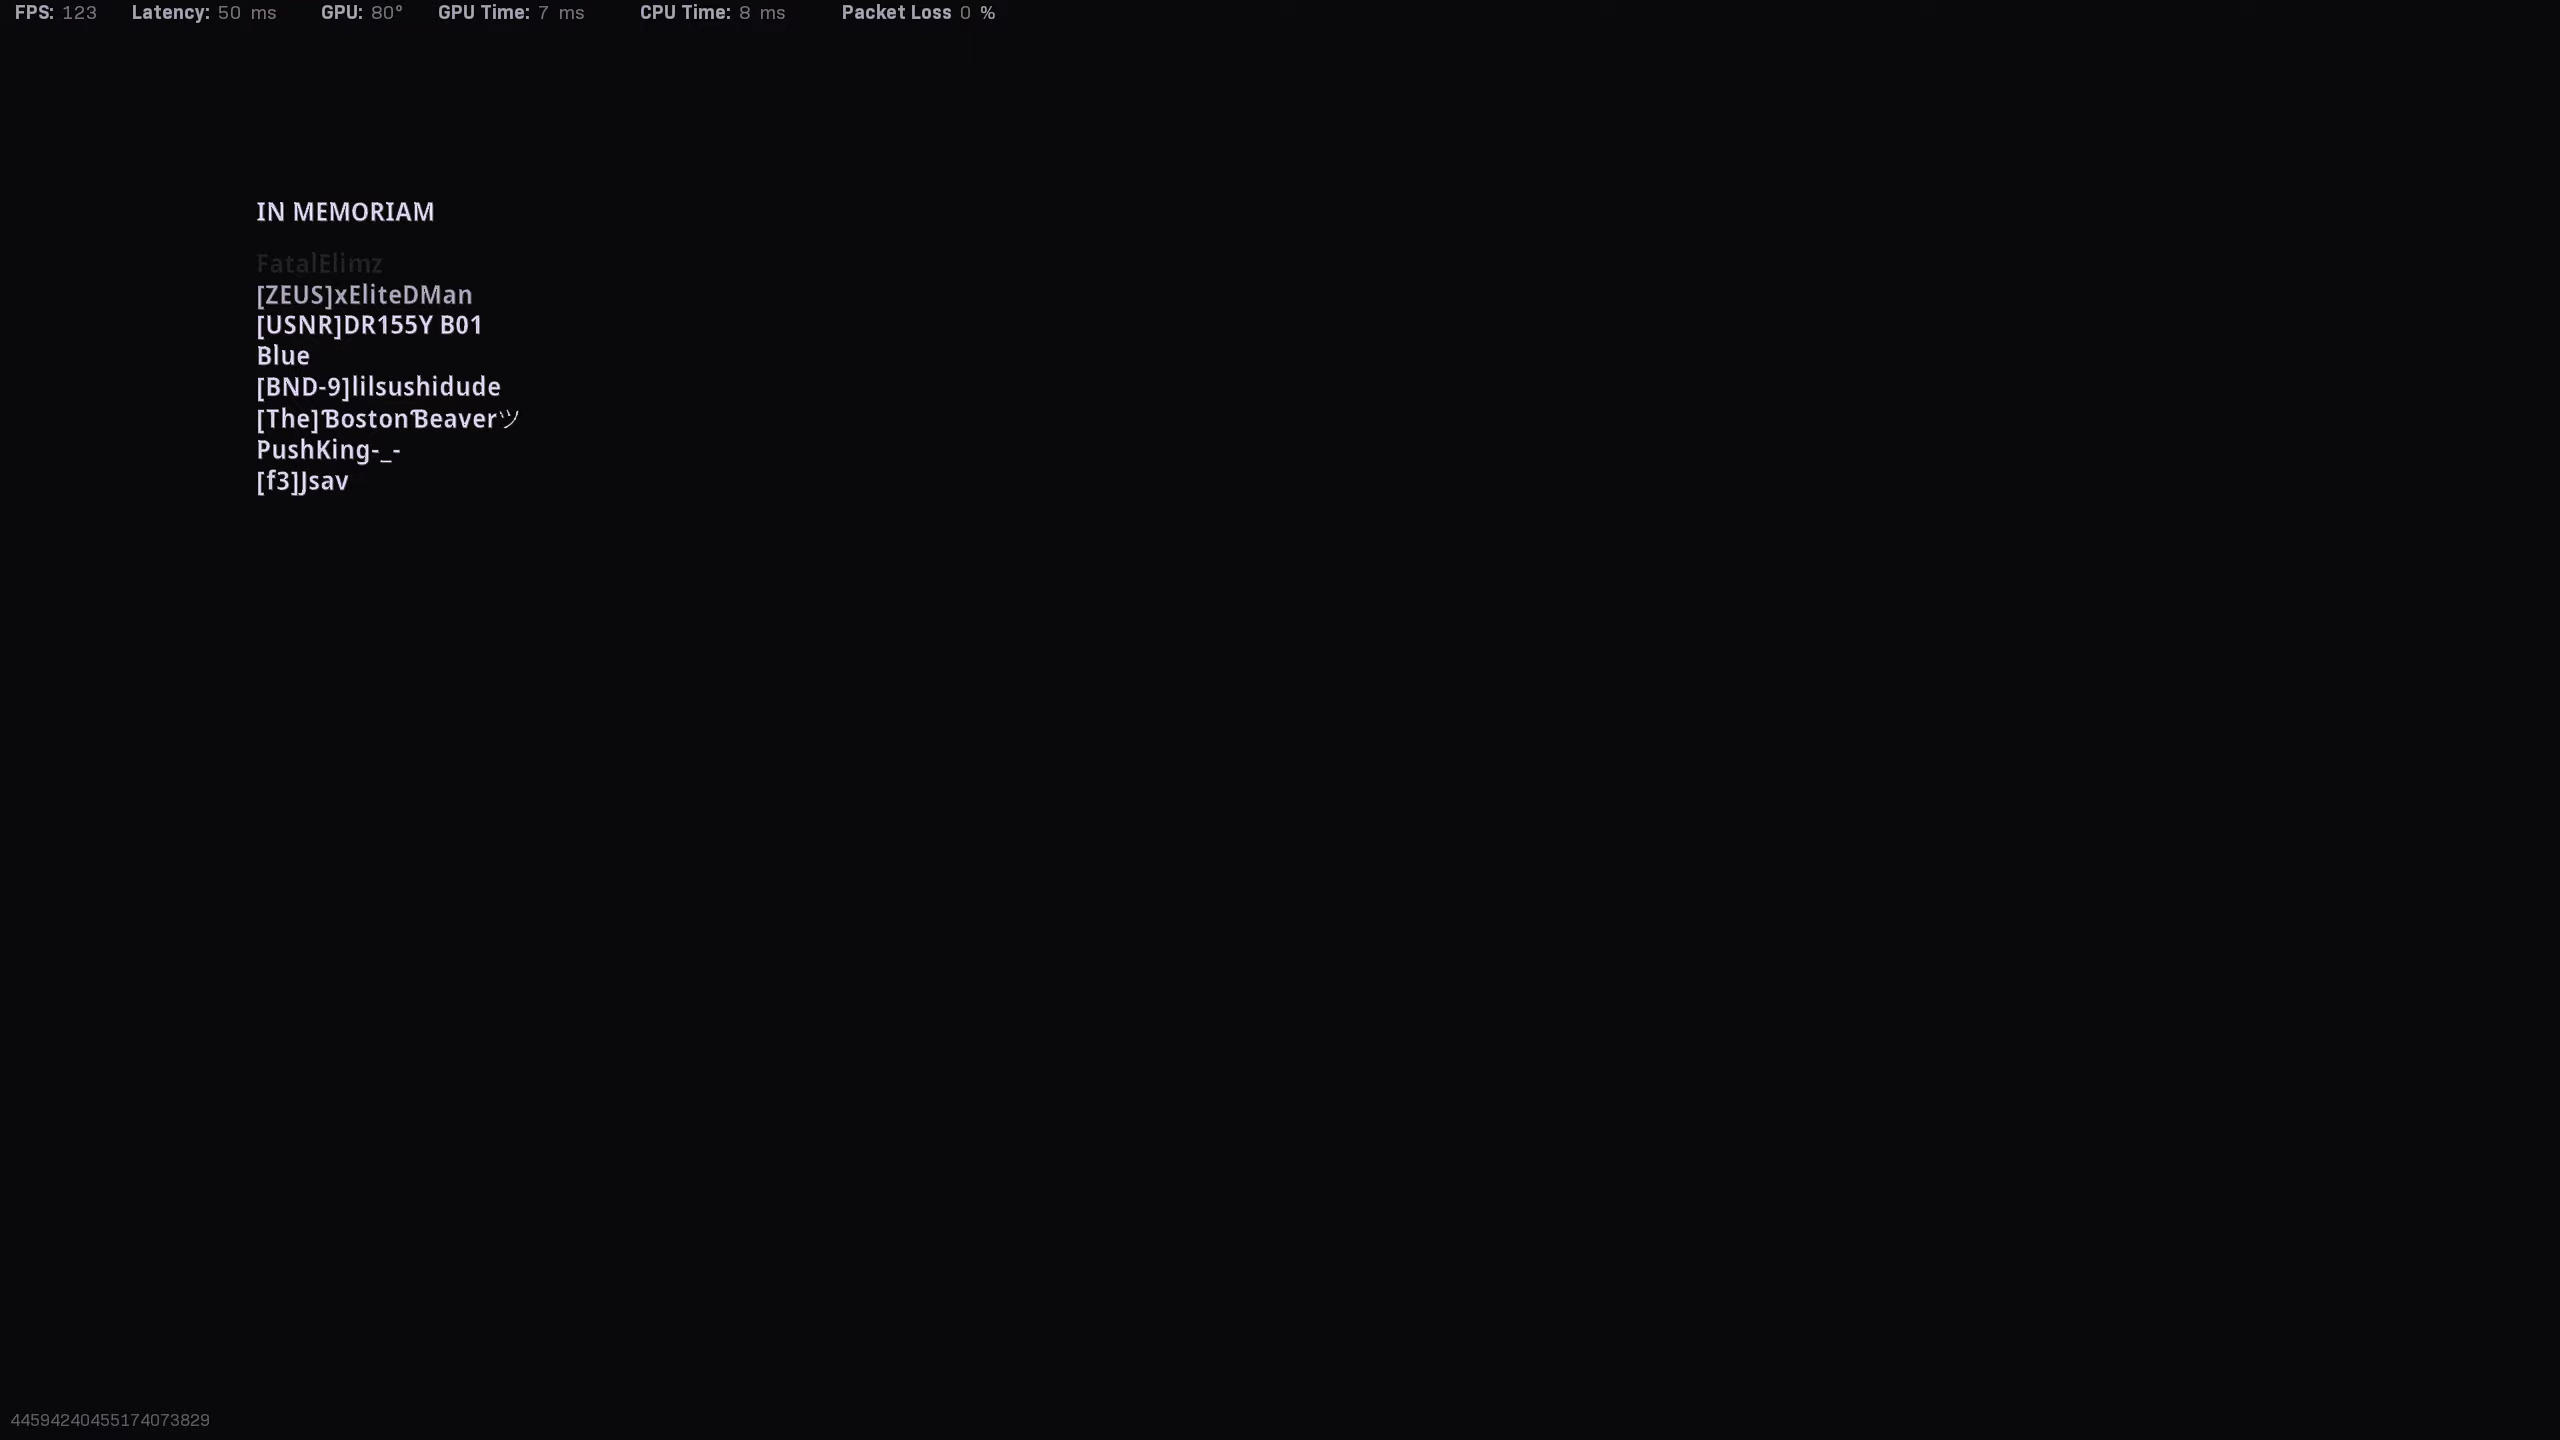 FPS: 123 Latency: 50 ms GPU: 80° GPU Time: 7 ms CPU Time: 8 ms Packet Loss 0 %
IN MEMORIAM
FatalElimz
[ZEUS]xEliteDMan
[USNR]DR155Y B01
Blue
[BND-9]lilsushidude
[The]ƁostonƁeaverツ
PushKing-_-
[f3]Jsav
44594240455174073829